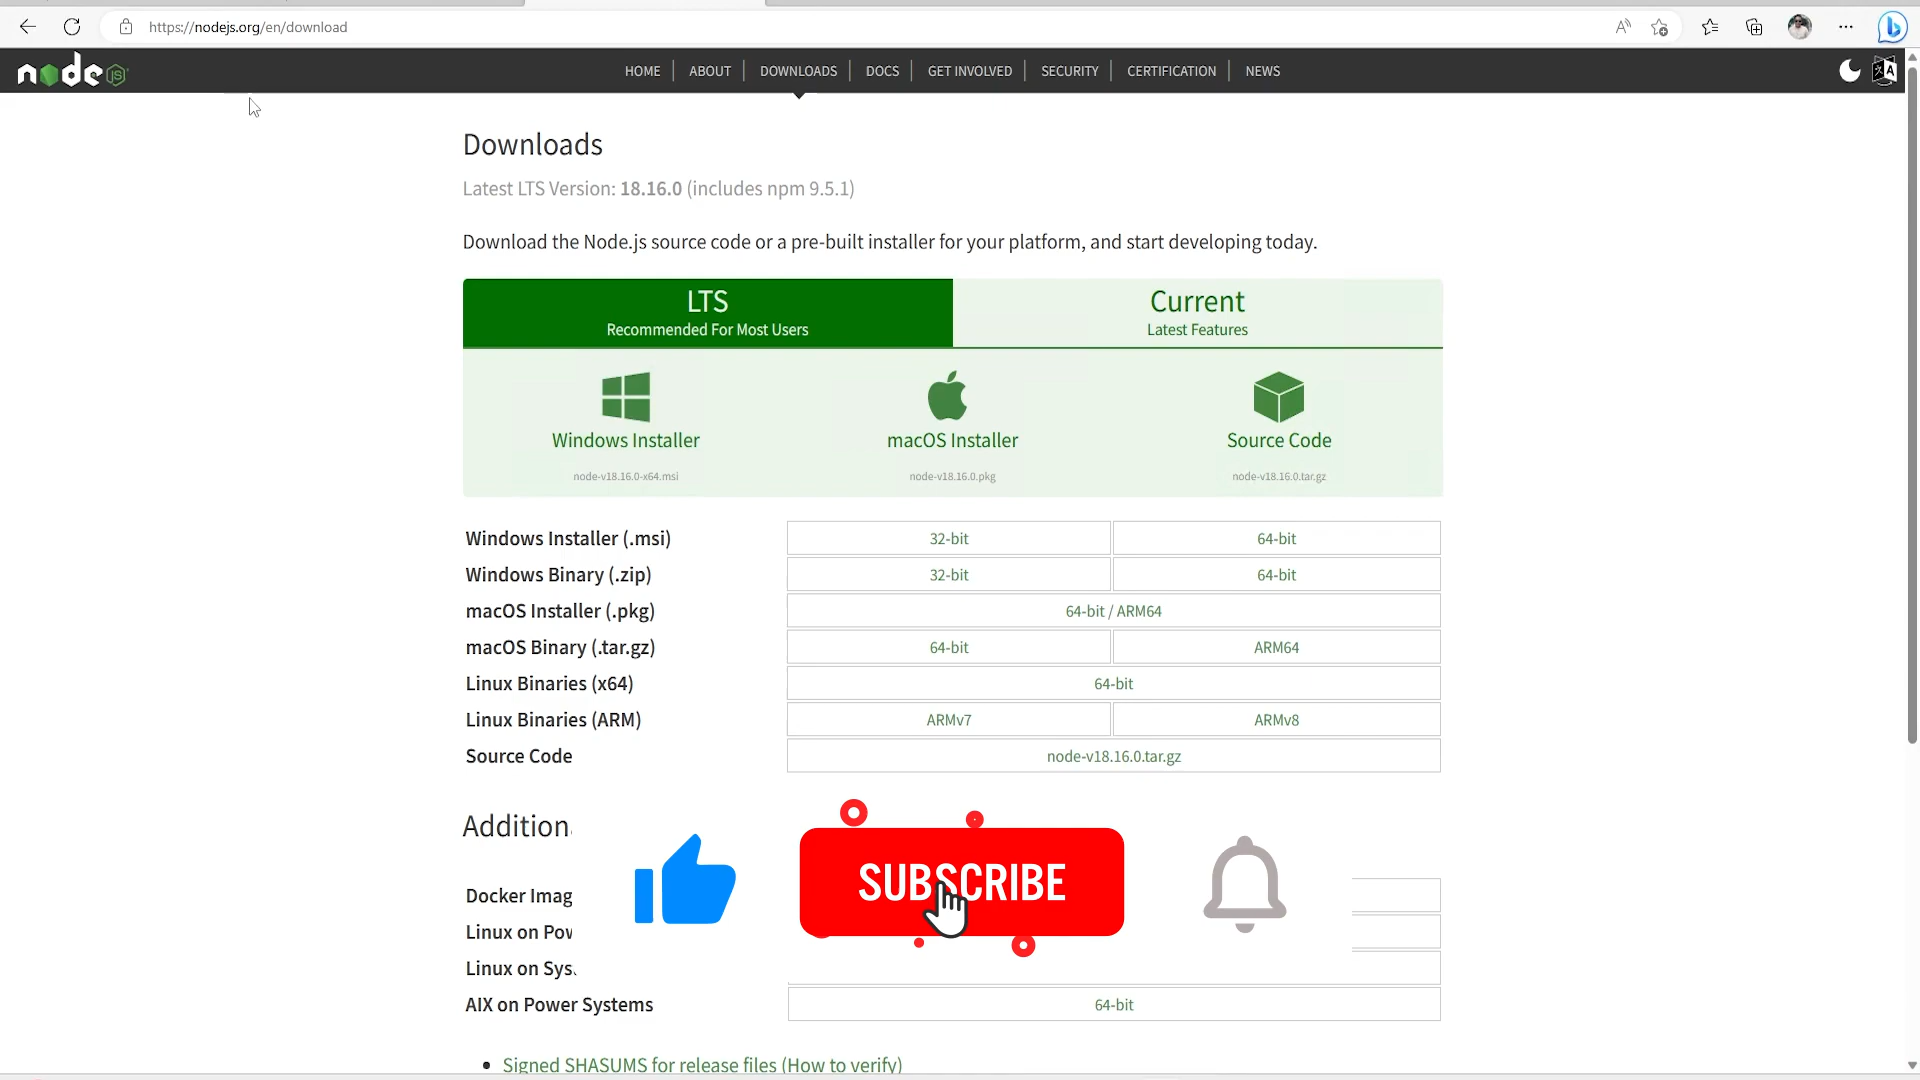 https://nodejs.org/en/download
node JS
HOME ABOUT DOWNLOADS DOCS GET INVOLVED SECURITY CERTIFICATION NEWS
Downloads
Latest LTS Version: 18.16.0 (includes npm 9.5.1)
Download the Node.js source code or a pre-built installer for your platform, and start developing today.
LTS
Recommended For Most Users
Current
Latest Features
Windows Installer
node-v18.16.0-x64.msi
macOS Installer
node-v18.16.0.pkg
Source Code
node-v18.16.0.tar.gz
Windows Installer (.msi) 32-bit 64-bit
Windows Binary (.zip) 32-bit 64-bit
macOS Installer (.pkg) 64-bit / ARM64
macOS Binary (.tar.gz) 64-bit ARM64
Linux Binaries (x64) 64-bit
Linux Binaries (ARM) ARMv7 ARMv8
Source Code node-v18.16.0.tar.gz
Addition
SUBSCRIBE
Docker Imag
Linux on Pow
Linux on Sys
AIX on Power Systems 64-bit
Signed SHASUMS for release files (How to verify)